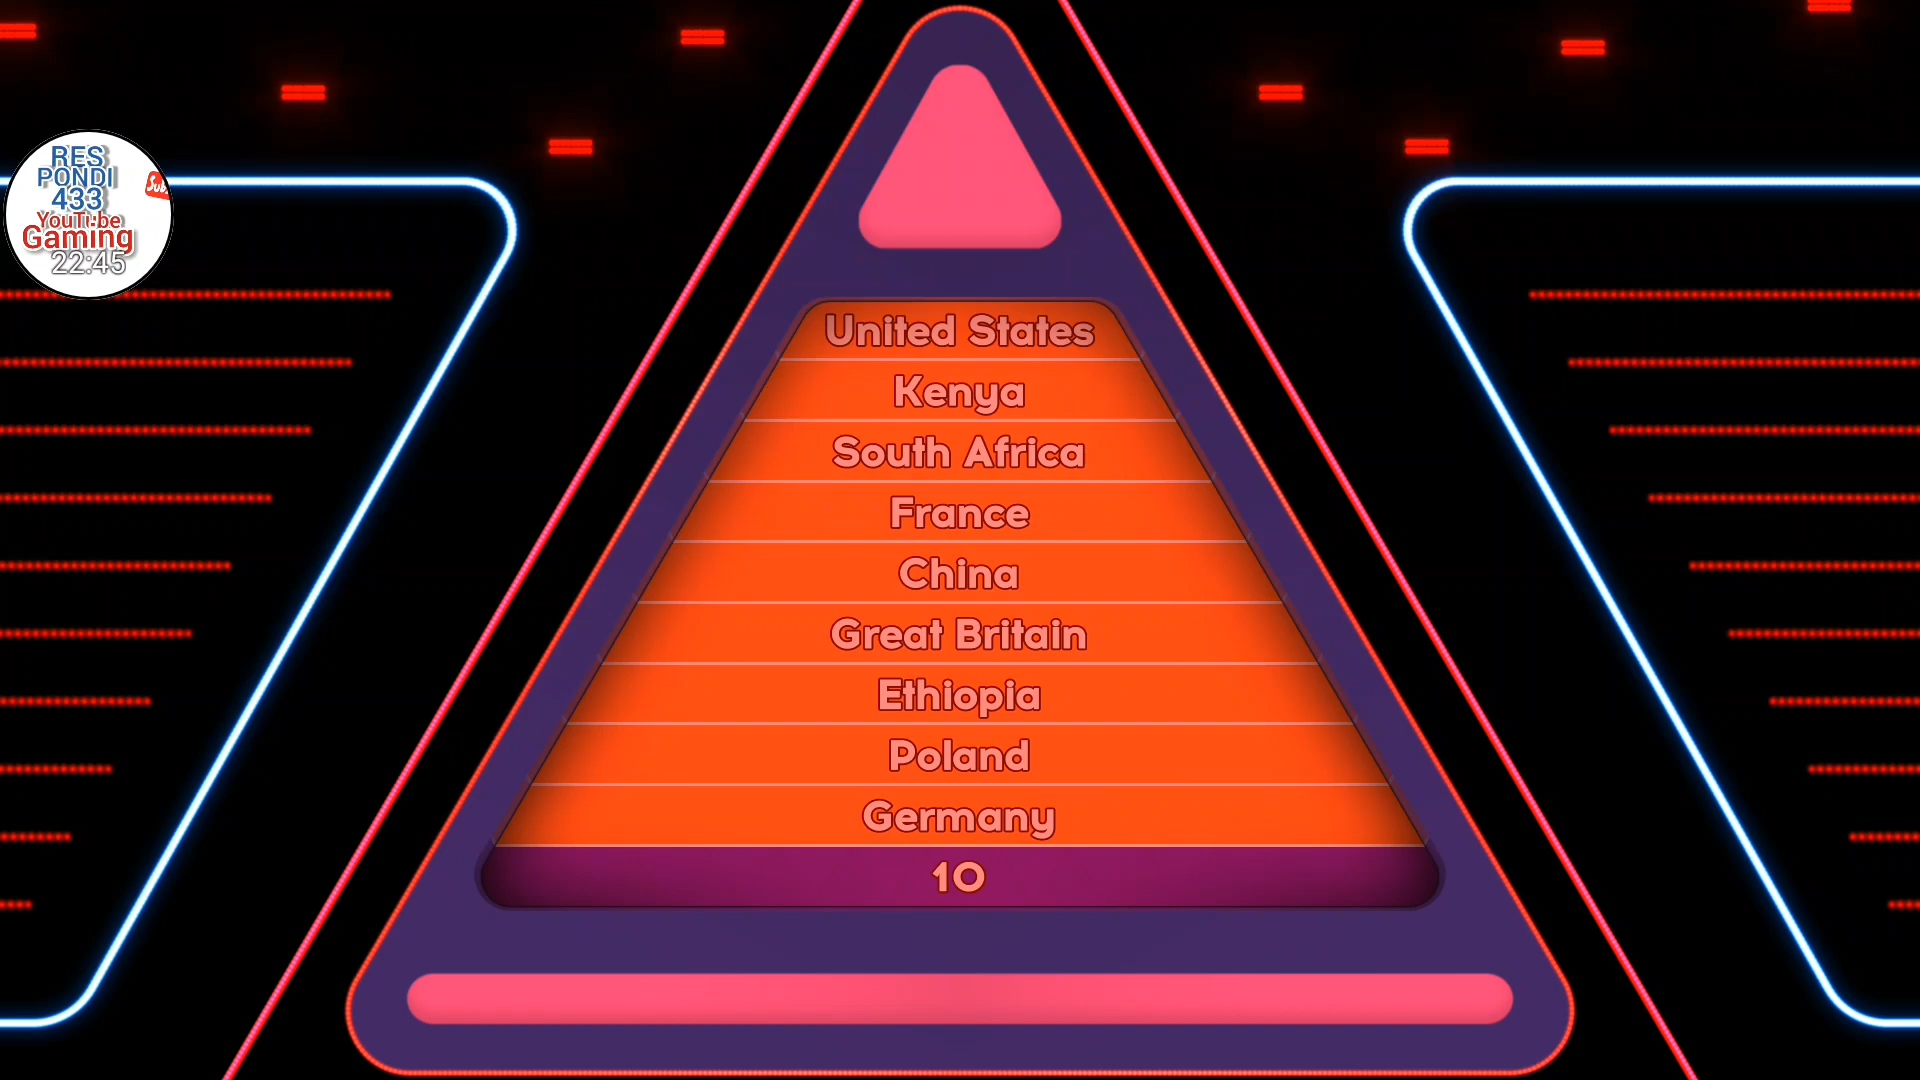 RES
PONDI
433
YouTube
Gaming
22:45
United States
Kenya
South Africa
France
China
Great Britain
Ethiopia
Poland
Germany
10